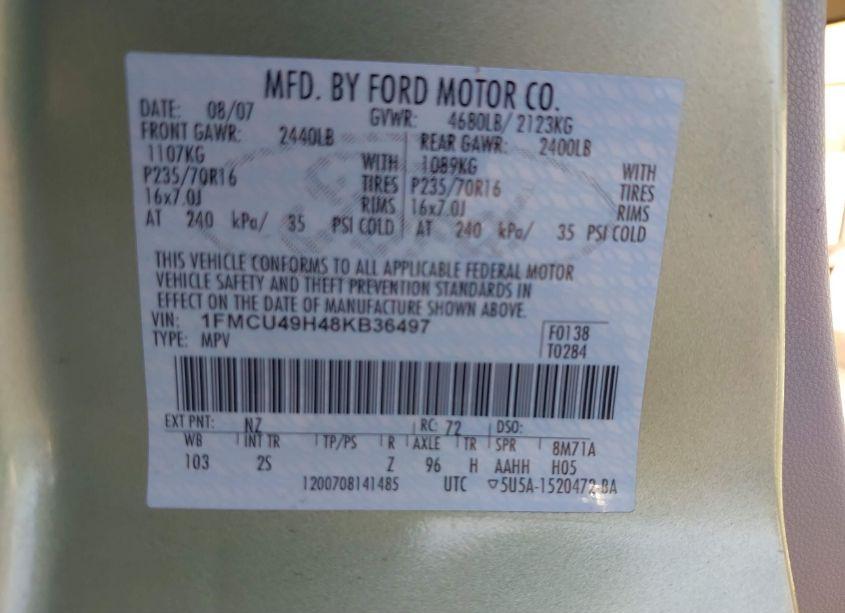 MFD. BY FORD MOTOR CO.
DATE: 08/07 GVWR: 4680LB/ 2123KG
FRONT GAWR: 2440LB REAR GAWR: 2400LB
1107KG WITH 1089KG WITH
P235/70R16 TIRES P235/70R16 TIRES
16x7.0J RIMS 16x7.0J RIMS
AT 240 kPa/ 35 PSI COLD AT 240 kPa/ 35 PSI COLD
THIS VEHICLE CONFORMS TO ALL APPLICABLE FEDERAL MOTOR
VEHICLE SAFETY AND THEFT PREVENTION STANDARDS IN
EFFECT ON THE DATE OF MANUFACTURE SHOWN ABOVE.
VIN: 1FMCU49H48KB36497 F0138
TYPE: MPV T0284
EXT PNT: NZ RC: 72 DSO:
WB INT TR TP/PS R AXLE TR SPR 8M71A
103 2S Z 96 H AAHH H05
1200708141485 UTC ▽5U5A-1520472-BA